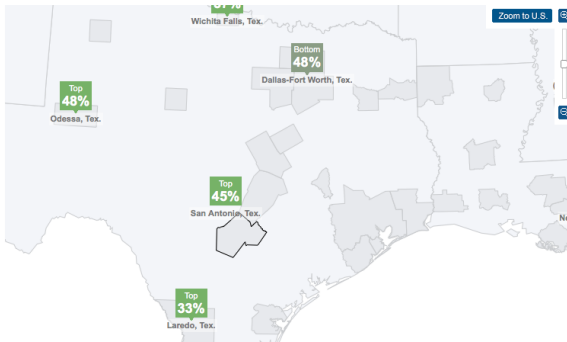 Zoom to U.S.
Wichita Falls, Tex.
Bottom
48%
Dallas-Fort Worth, Tex.
Top
48%
Odessa, Tex.
Top
45%
San Antonio, Tex.
Top
33%
Laredo, Tex.